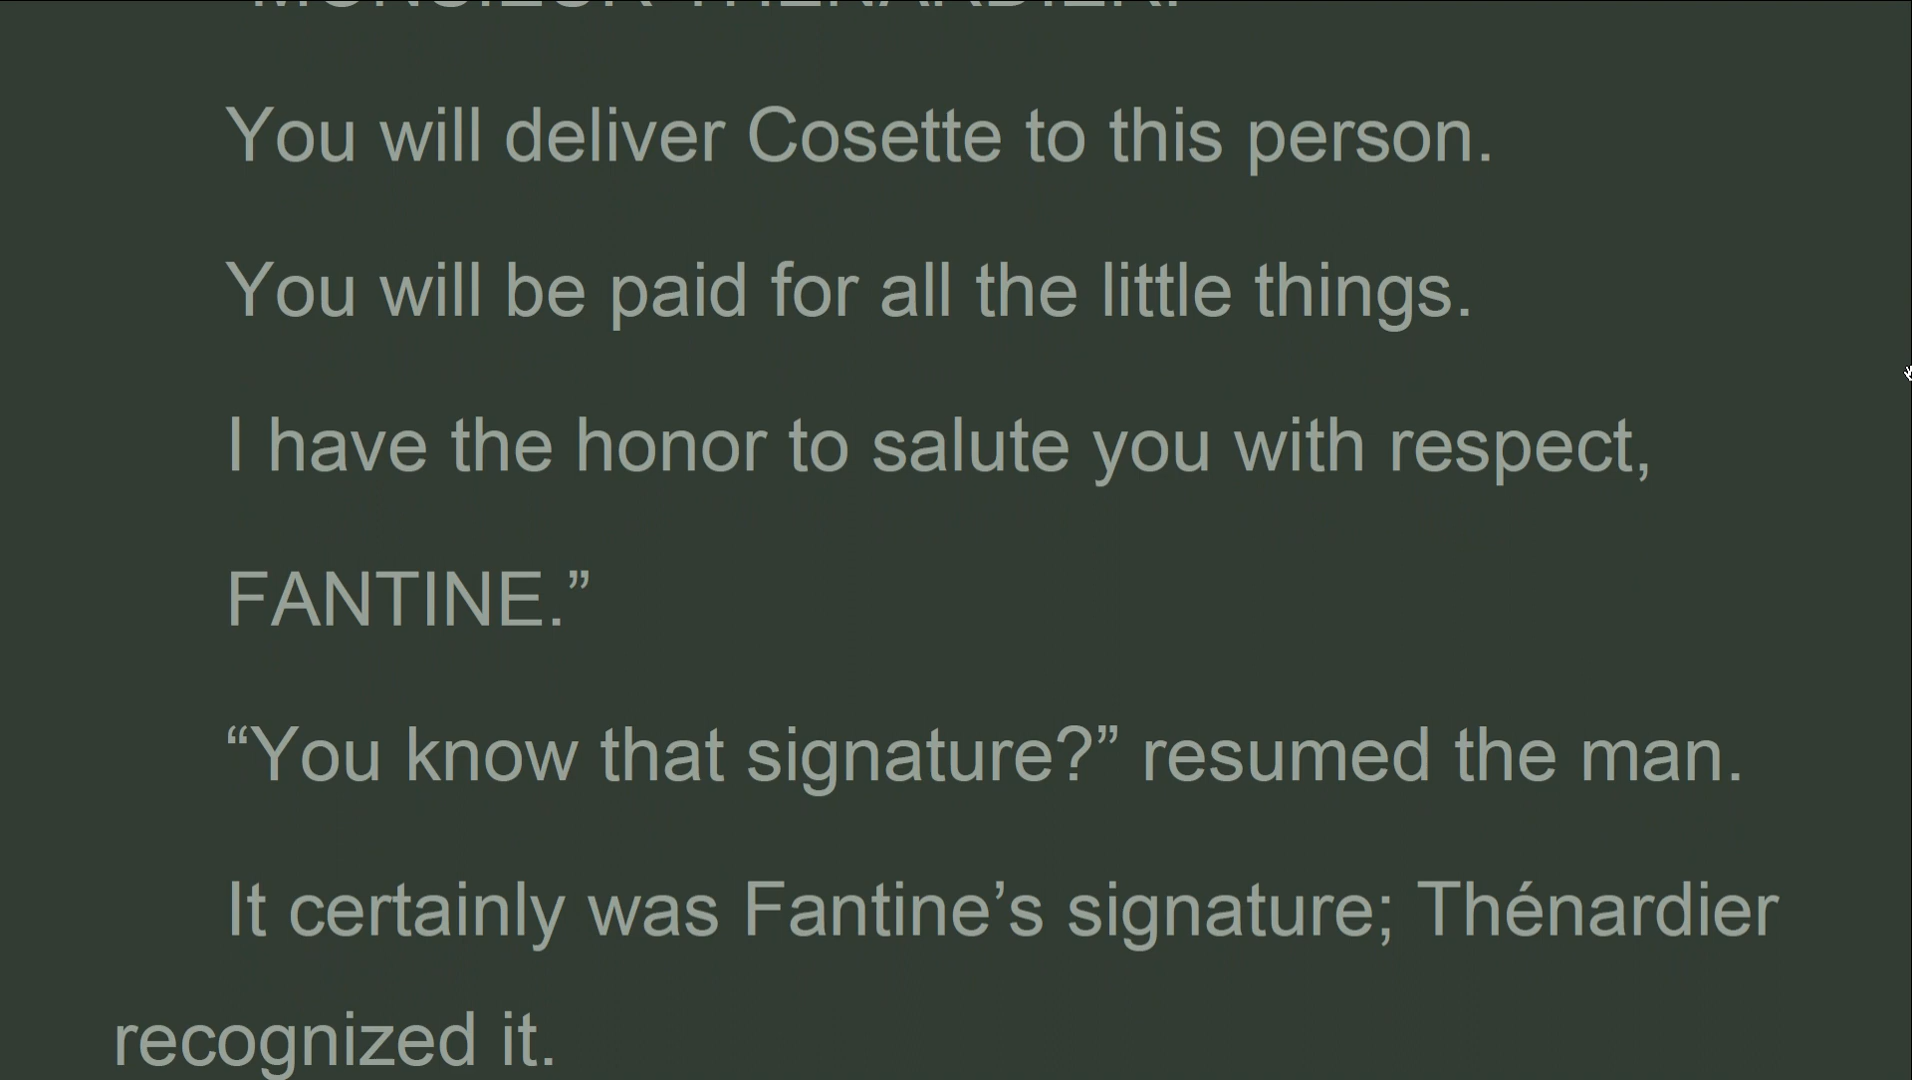 MONSIEUR THÉNARDIER:
You will deliver Cosette to this person.
You will be paid for all the little things.
I have the honor to salute you with respect,
FANTINE.”
“You know that signature?” resumed the man.
It certainly was Fantine’s signature; Thénardier
recognized it.